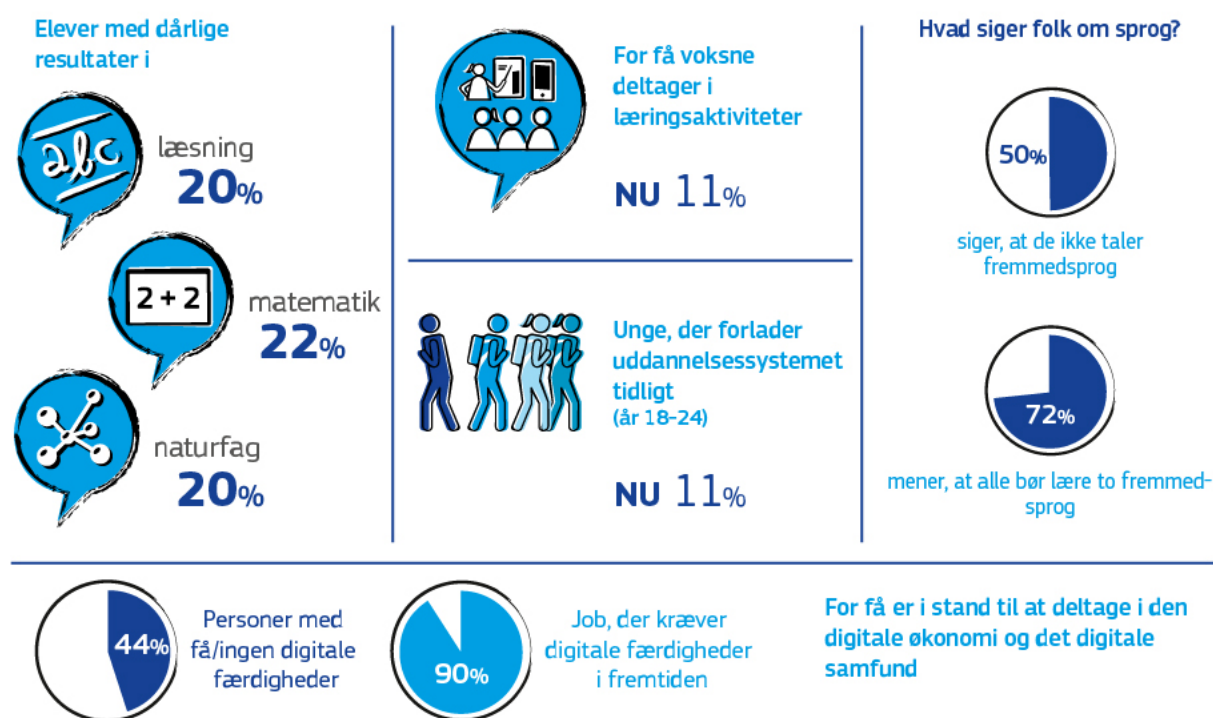 Elever med dårlige
resultater i
abc
læsning
20%
2 + 2
matematik
22%
naturfag
20%
For få voksne
deltager i
læringsaktiviteter
NU 11%
Unge, der forlader
uddannelsessystemet
tidligt
(år 18-24)
NU 11%
Hvad siger folk om sprog?
50%
siger, at de ikke taler
fremmedsprog
72%
mener, at alle bør lære to fremmed-
sprog
44%
Personer med
få/ingen digitale
færdigheder
90%
Job, der kræver
digitale færdigheder
i fremtiden
For få er i stand til at deltage i den
digitale økonomi og det digitale
samfund